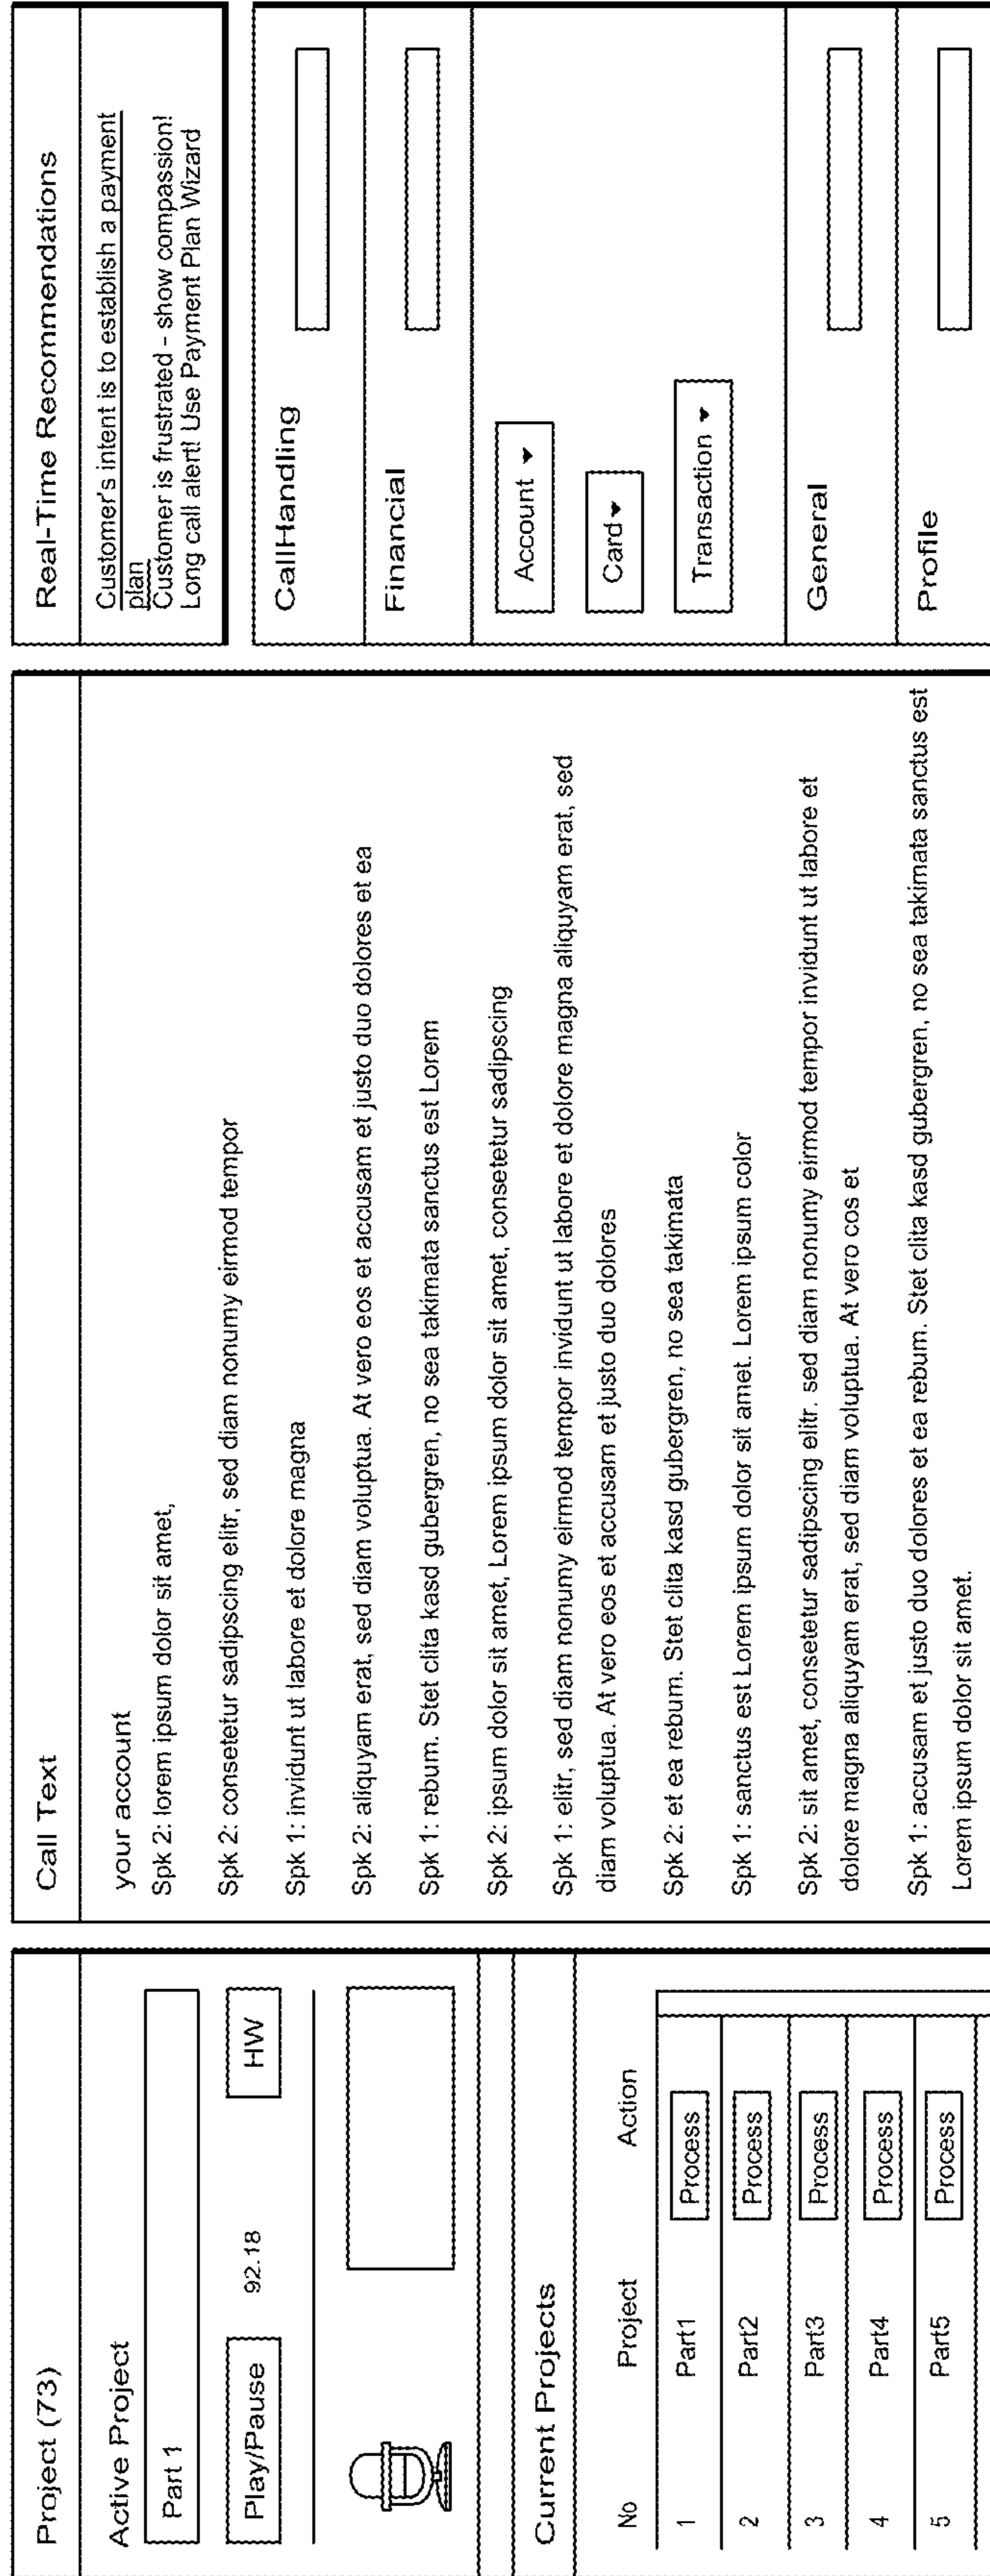 Project (73)
Active Project
Part 1
Play/Pause 92.18 HW
Current Projects
No Project Action
1 Part1 Process
2 Part2 Process
3 Part3 Process
4 Part4 Process
5 Part5 Process
Call Text
your account
Spk 2: lorem ipsum dolor sit amet,
Spk 2: consetetur sadipscing elitr, sed diam nonumy eirmod tempor
Spk 1: invidunt ut labore et dolore magna
Spk 2: aliquyam erat, sed diam voluptua. At vero eos et accusam et justo duo dolores et ea
Spk 1: rebum. Stet clita kasd gubergren, no sea takimata sanctus est Lorem
Spk 2: ipsum dolor sit amet, Lorem ipsum dolor sit amet, consetetur sadipscing
Spk 1: elitr, sed diam nonumy eirmod tempor invidunt ut labore et dolore magna aliquyam erat, sed
diam voluptua. At vero eos et accusam et justo duo dolores
Spk 2: et ea rebum. Stet clita kasd gubergren, no sea takimata
Spk 1: sanctus est Lorem ipsum dolor sit amet. Lorem ipsum color
Spk 2: sit amet, consetetur sadipscing elitr. sed diam nonumy eirmod tempor invidunt ut labore et
dolore magna aliquyam erat, sed diam voluptua. At vero cos et
Spk 1: accusam et justo duo dolores et ea rebum. Stet clita kasd gubergren, no sea takimata sanctus est
Lorem ipsum dolor sit amet.
Real-Time Recommendations
Customer's intent is to establish a payment
plan
Customer is frustrated - show compassion!
Long call alert! Use Payment Plan Wizard
CallHandling
Financial
Account
Card
Transaction
General
Profile